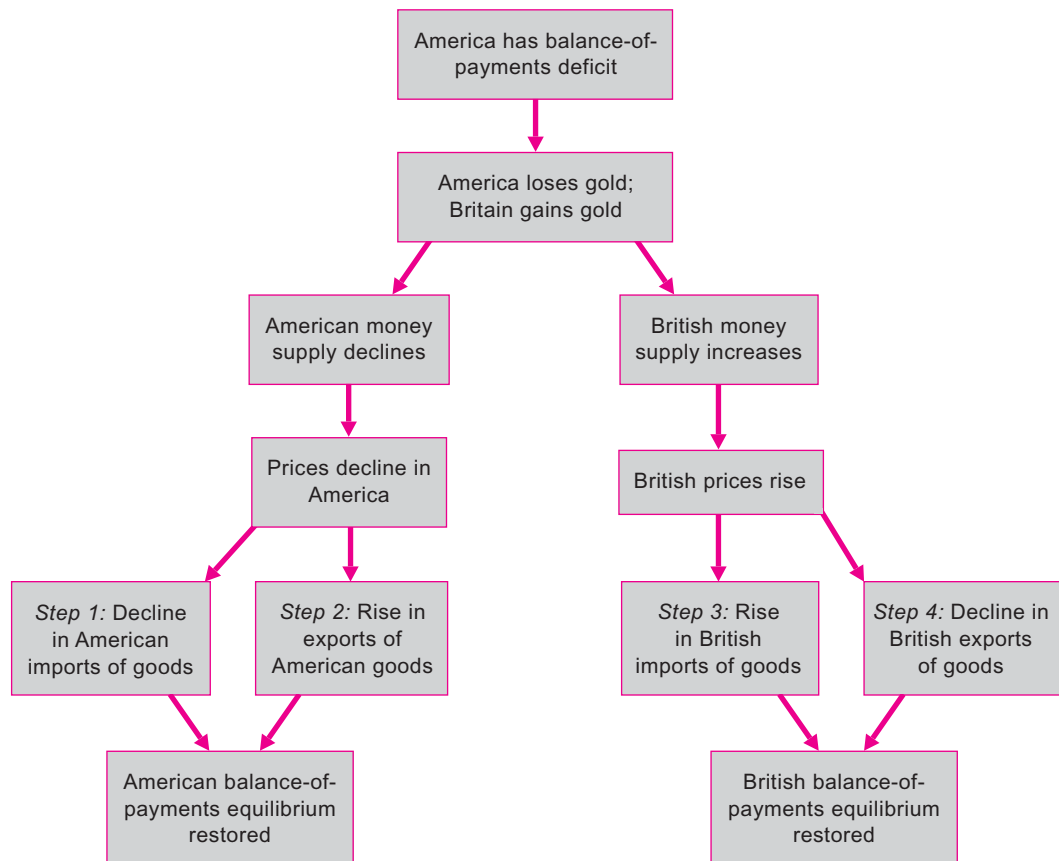 America has balance-of-
payments deficit
America loses gold;
Britain gains gold
American money
supply declines
British money
supply increases
Prices decline in
America
British prices rise
Step 1: Decline
in American
imports of goods
Step 2: Rise in
exports of
American goods
Step 3: Rise
in British
imports of goods
Step 4: Decline in
British exports
of goods
American balance-of-
payments equilibrium
restored
British balance-of-
payments equilibrium
restored